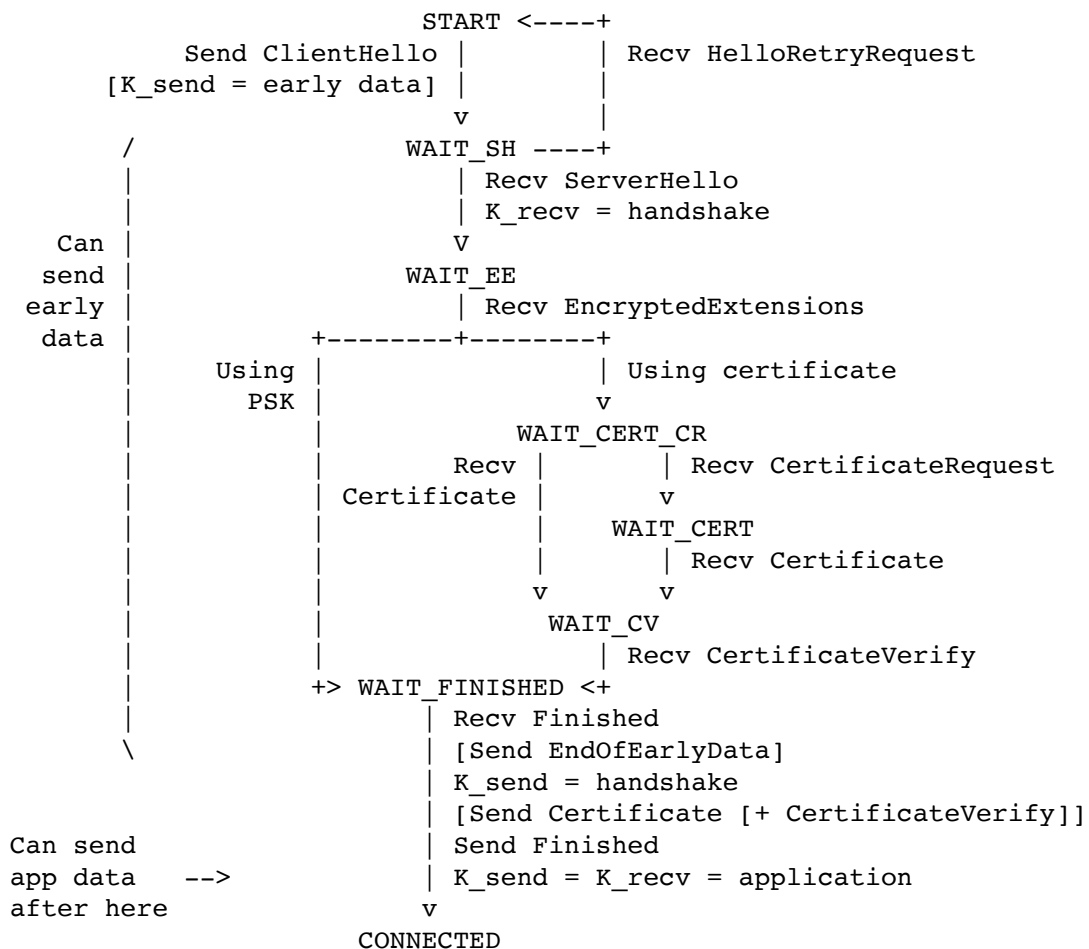 START <----+
               Send ClientHello |        | Recv HelloRetryRequest
          [K_send = early data] |        |
                                v        |
           /                 WAIT_SH ----+
           |                    | Recv ServerHello
           |                    | K_recv = handshake
       Can |                    V
      send |                 WAIT_EE
     early |                    | Recv EncryptedExtensions
      data |           +--------+--------+
           |     Using |                 | Using certificate
           |       PSK |                 v
           |           |            WAIT_CERT_CR
           |           |        Recv |       | Recv CertificateRequest
           |           | Certificate |       v
           |           |             |    WAIT_CERT
           |           |             |       | Recv Certificate
           |           |             v       v
           |           |              WAIT_CV
           |           |                 | Recv CertificateVerify
           |           +> WAIT_FINISHED <+
           |                  | Recv Finished
           \                  | [Send EndOfEarlyData]
                              | K_send = handshake
                              | [Send Certificate [+ CertificateVerify]]
    Can send                  | Send Finished
    app data   -->            | K_send = K_recv = application
    after here                v
                          CONNECTED